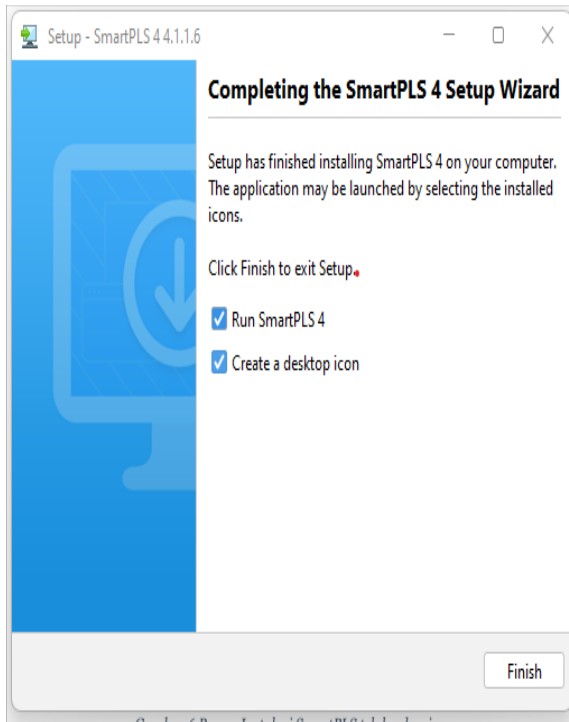 Setup - SmartPLS 4 4.1.1.6
Completing the SmartPLS 4 Setup Wizard
Setup has finished installing SmartPLS 4 on your computer.
The application may be launched by selecting the installed
icons.
Click Finish to exit Setup.
Run SmartPLS 4
Create a desktop icon
Finish